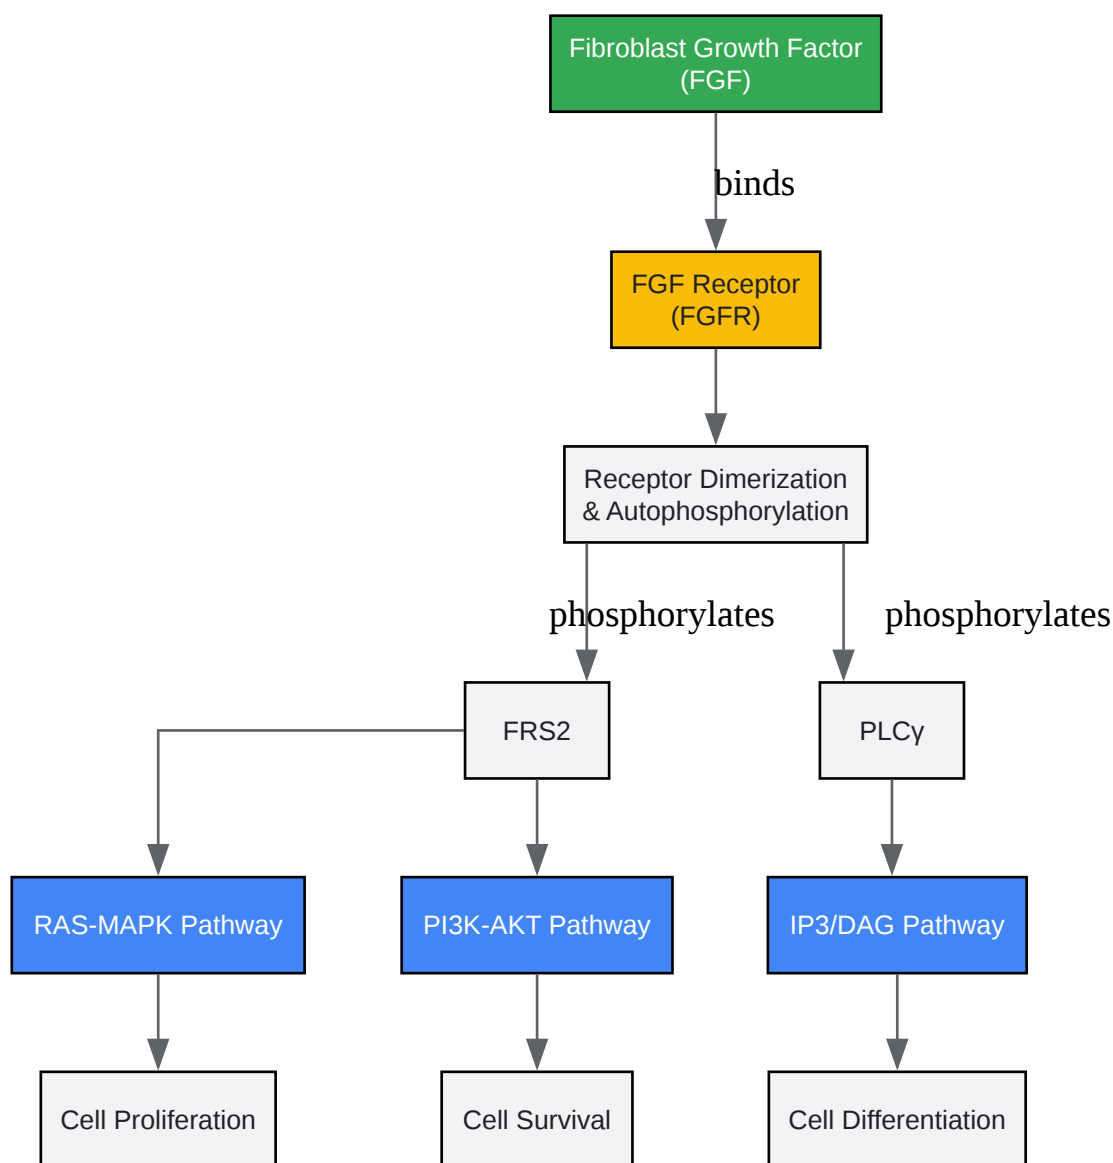 Fibroblast Growth Factor
(FGF)
binds
FGF Receptor
(FGFR)
Receptor Dimerization
& Autophosphorylation
phosphorylates
phosphorylates
FRS2
PLCγ
RAS-MAPK Pathway
PI3K-AKT Pathway
IP3/DAG Pathway
Cell Proliferation
Cell Survival
Cell Differentiation